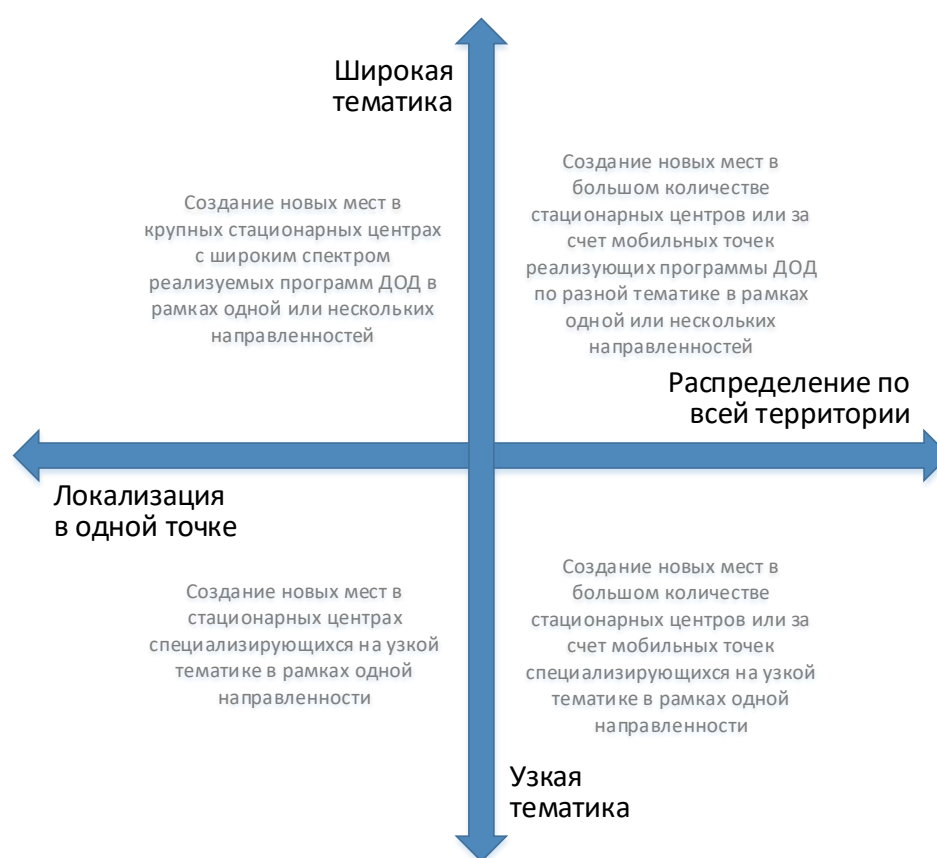 Широкая
тематика
Создание новых мест в
крупных стационарных центрах
с широким спектром
реализуемых программ ДОД в
рамках одной или нескольких
направленностей
Создание новых мест в
большом количестве
стационарных центров или за
счет мобильных точек
реализующих программы ДОД
по разной тематике в рамках
одной или нескольких
направленностей
Распределение по
всей территории
Локализация
в одной точке
Создание новых мест в
стационарных центрах
специализирующихся на узкой
тематике в рамках одной
направленности
Создание новых мест в
большом количестве
стационарных центров или за
счет мобильных точек
специализирующихся на узкой
тематике в рамках одной
направленности
Узкая
тематика